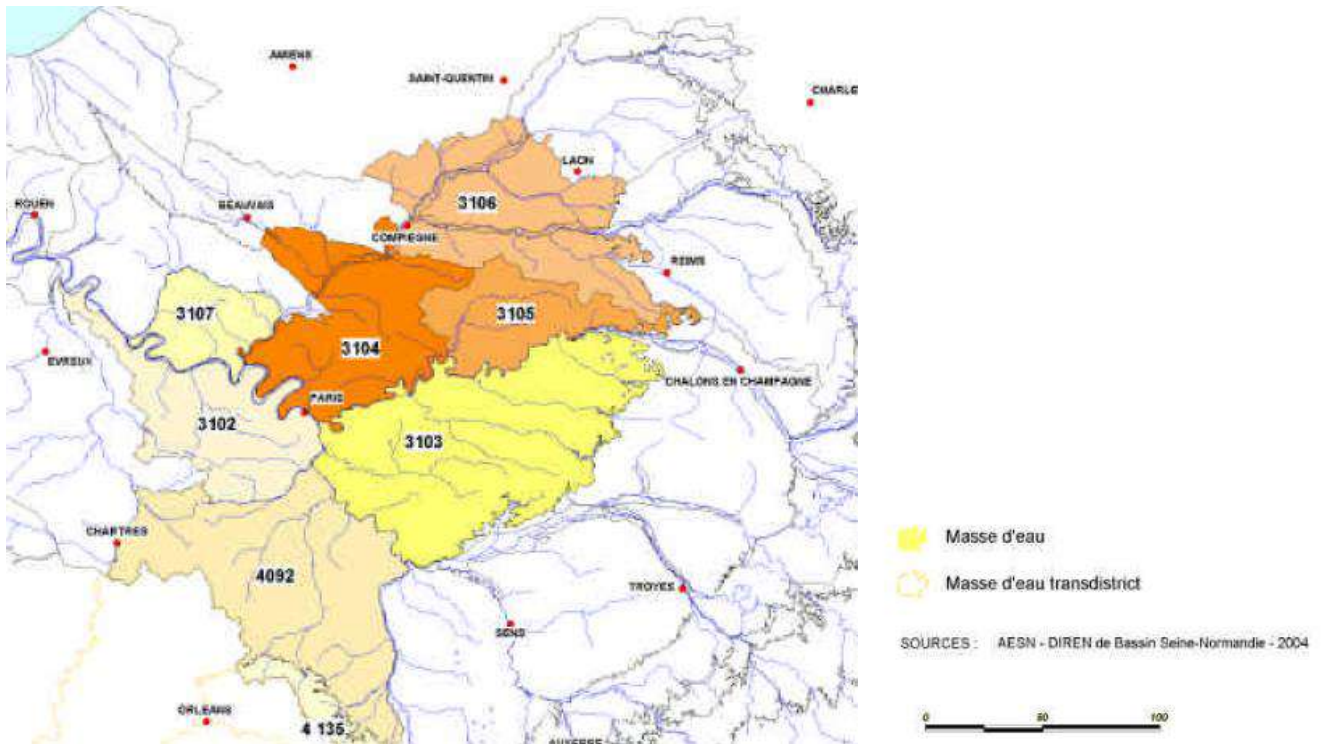 AMIENS
SAINT-QUENTIN
CHARLE
LAON
ROUEN
BEAUVAIS
3106
COMPIEGNE
REIMS
3107
3105
3104
EVREUX
CHALONS EN CHAMPAGNE
PARIS
3102
3103
CHARTRES
4092
TROYES
SENS
ORLEANS
4 135
AUXERRE
Masse d'eau
Masse d'eau transdistrict
SOURCES : AESN - DIREN de Bassin Seine-Normandie - 2004
0 50 100